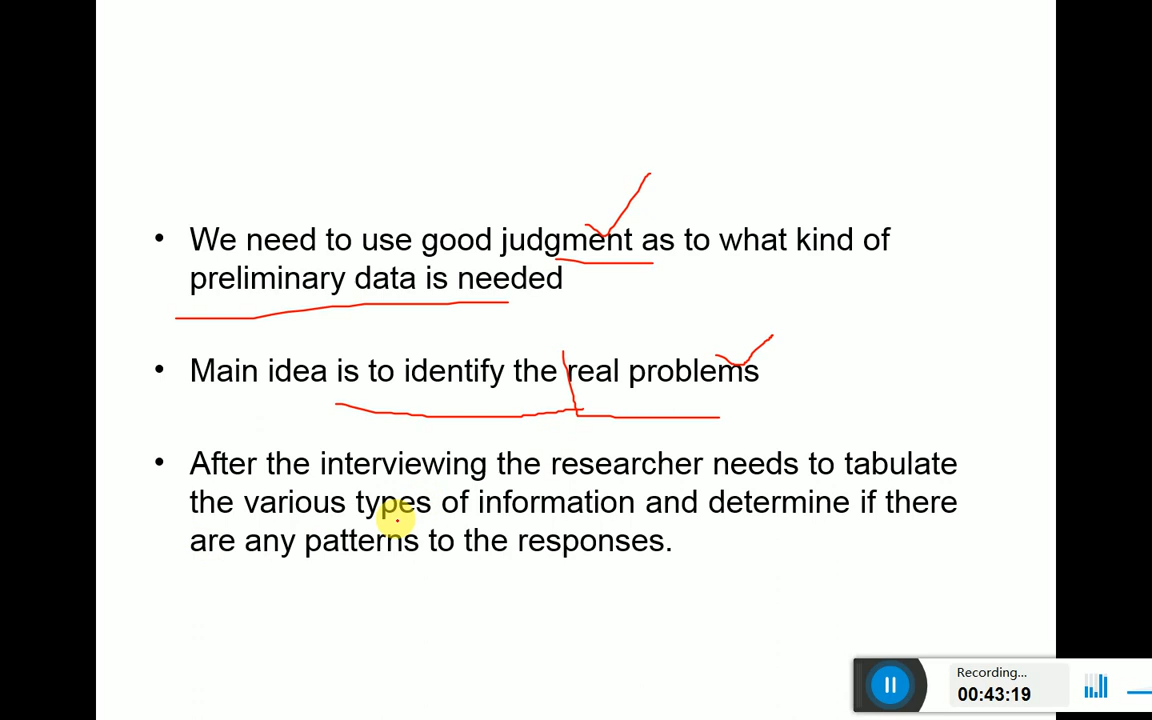 • We need to use good judgment as to what kind of
preliminary data is needed
• Main idea is to identify the real problems
• After the interviewing the researcher needs to tabulate
the various types of information and determine if there
are any patterns to the responses.
Recording...
00:43:19